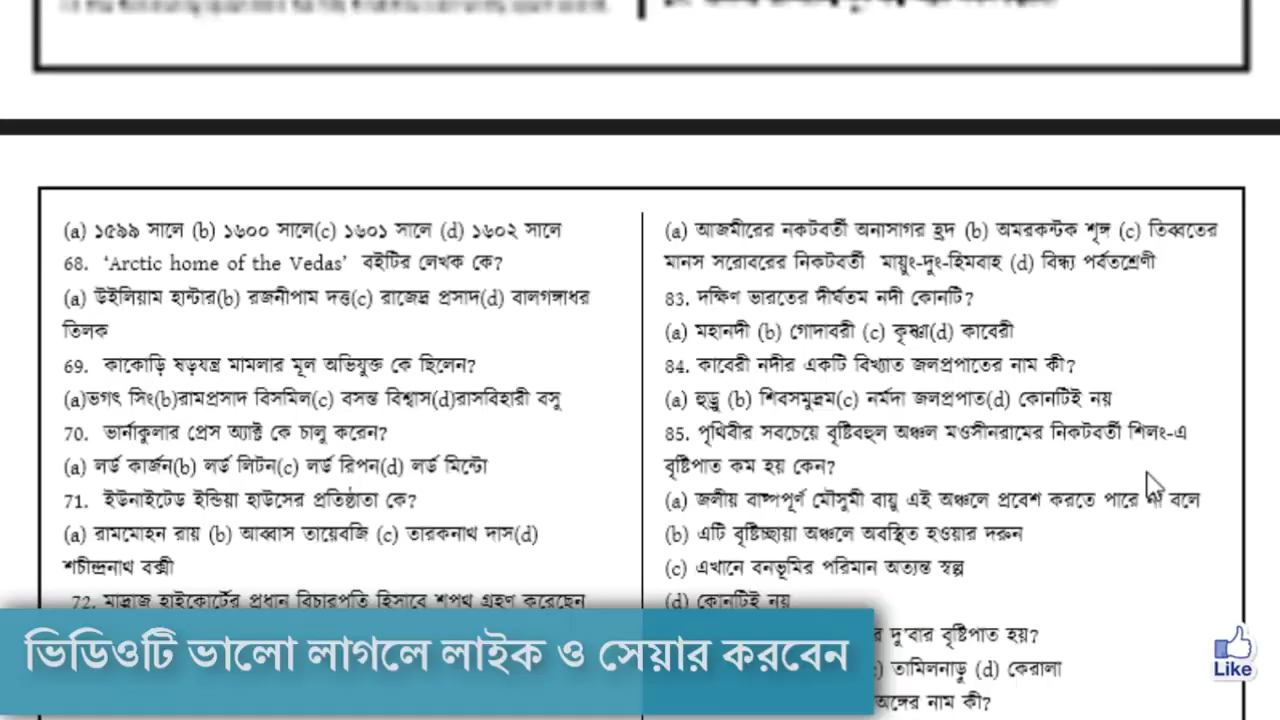 (a) ১৫৯৯ সালে (b) ১৬০০ সালে(c) ১৬০১ সালে (d) ১৬০২ সালে
68. ‘Arctic home of the Vedas’ বইটির লেখক কে?
(a) উইলিয়াম হান্টার(b) রজনীপাম দত্ত(c) রাজেন্দ্র প্রসাদ(d) বালগঙ্গাধর
তিলক
69. কাকোড়ি ষড়যন্ত্র মামলার মূল অভিযুক্ত কে ছিলেন?
(a)ভগৎ সিং(b)রামপ্রসাদ বিসমিল(c) বসন্ত বিশ্বাস(d)রাসবিহারী বসু
70. ভার্নাকুলার প্রেস অ্যাক্ট কে চালু করেন?
(a) লর্ড কার্জন(b) লর্ড লিটন(c) লর্ড রিপন(d) লর্ড মিন্টো
71. ইউনাইটেড ইন্ডিয়া হাউসের প্রতিষ্ঠাতা কে?
(a) রামমোহন রায় (b) আব্বাস তায়েবজি (c) তারকনাথ দাস(d)
শচীন্দ্রনাথ বক্সী
72. মাদ্রাজ হাইকোর্টের প্রধান বিচারপতি হিসাবে শপথ গ্রহণ করেছেন
(a) আজমীরের নকটবর্তী অনাসাগর হ্রদ (b) অমরকন্টক শৃঙ্গ (c) তিব্বতের
মানস সরোবরের নিকটবর্তী মায়ুং-দুং-হিমবাহ (d) বিন্ধ্য পর্বতশ্রেণী
83. দক্ষিণ ভারতের দীর্ঘতম নদী কোনটি?
(a) মহানদী (b) গোদাবরী (c) কৃষ্ণা(d) কাবেরী
84. কাবেরী নদীর একটি বিখ্যাত জলপ্রপাতের নাম কী?
(a) হুড্রু (b) শিবসমুদ্রম(c) নর্মদা জলপ্রপাত(d) কোনটিই নয়
85. পৃথিবীর সবচেয়ে বৃষ্টিবহুল অঞ্চল মওসীনরামের নিকটবর্তী শিলং-এ
বৃষ্টিপাত কম হয় কেন?
(a) জলীয় বাষ্পপূর্ণ মৌসুমী বায়ু এই অঞ্চলে প্রবেশ করতে পারে না বলে
(b) এটি বৃষ্টিচ্ছায়া অঞ্চলে অবস্থিত হওয়ার দরুন
(c) এখানে বনভূমির পরিমান অত্যন্ত স্বল্প
(d) কোনটিই নয়
র দু'বার বৃষ্টিপাত হয়?
) তামিলনাড়ু (d) কেরালা
অঙ্গের নাম কী?
ভিডিওটি ভালো লাগলে লাইক ও সেয়ার করবেন
Like